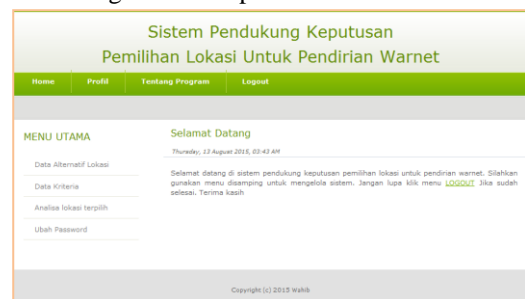 Sistem Pendukung Keputusan
Pemilihan Lokasi Untuk Pendirian Warnet
Home Profil Tentang Program Logout
MENU UTAMA
Data Alternatif Lokasi
Data Kriteria
Analisa lokasi terpilih
Ubah Password
Selamat Datang
Thursday, 13 August 2015, 03:43 AM
Selamat datang di sistem pendukung keputusan pemilihan lokasi untuk pendirian warnet. Silahkan
gunakan menu disamping untuk mengelola sistem. Jangan lupa klik menu LOGOUT Jika sudah
selesai. Terima kasih
Copyright (c) 2015 Wahib